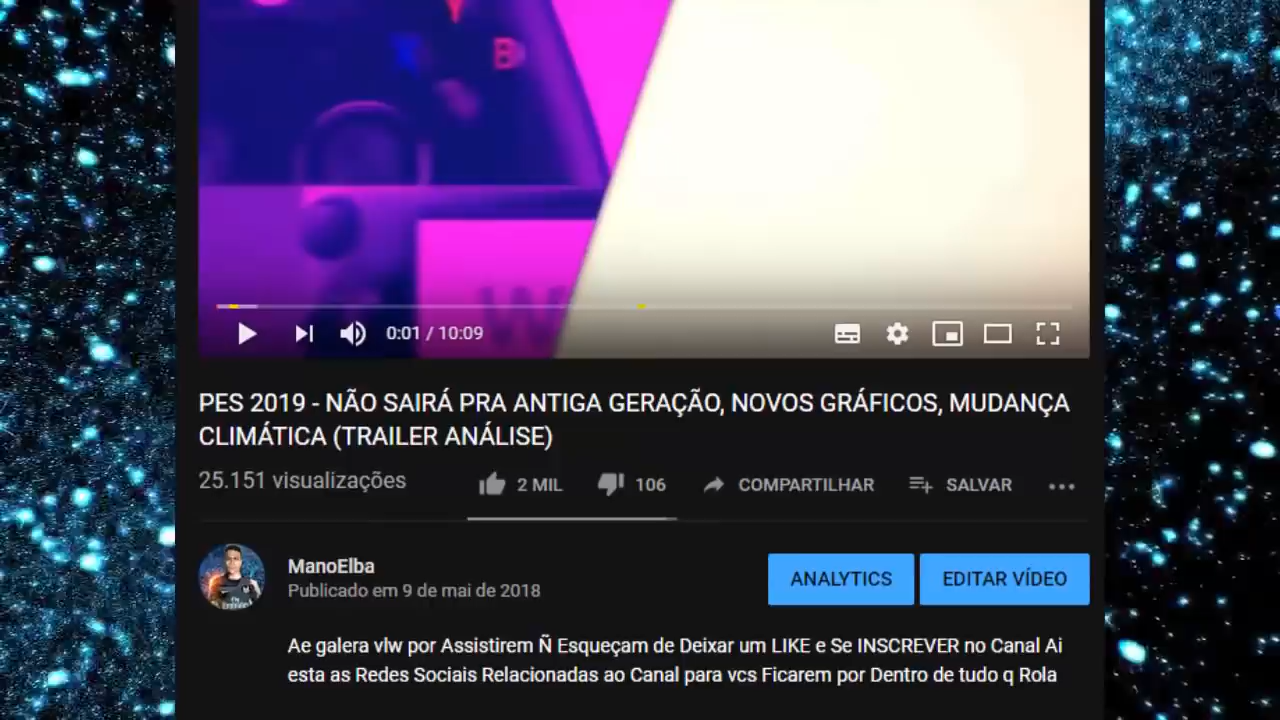 B
W
0:01 / 10:09
PES 2019 - NÃO SAIRÁ PRA ANTIGA GERAÇÃO, NOVOS GRÁFICOS, MUDANÇA
CLIMÁTICA (TRAILER ANÁLISE)
25.151 visualizações
2 MIL
106
COMPARTILHAR
SALVAR
ManoElba
Publicado em 9 de mai de 2018
ANALYTICS
EDITAR VÍDEO
Ae galera vlw por Assistirem Ñ Esqueçam de Deixar um LIKE e Se INSCREVER no Canal Ai
esta as Redes Sociais Relacionadas ao Canal para vcs Ficarem por Dentro de tudo q Rola